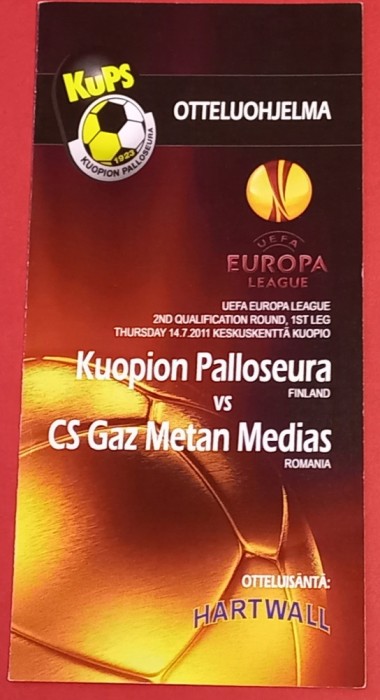 KuPS
1923
KUOPION PALLOSEURA
OTTELUOHJELMA
UEFA
EUROPA
LEAGUE
UEFA EUROPA LEAGUE
2ND QUALIFICATION ROUND, 1ST LEG
THURSDAY 14.7.2011 KESKUSKENTTÄ KUOPIO
Kuopion Palloseura
FINLAND
vs
CS Gaz Metan Medias
ROMANIA
OTTELUISÄNTÄ:
HARTWALL